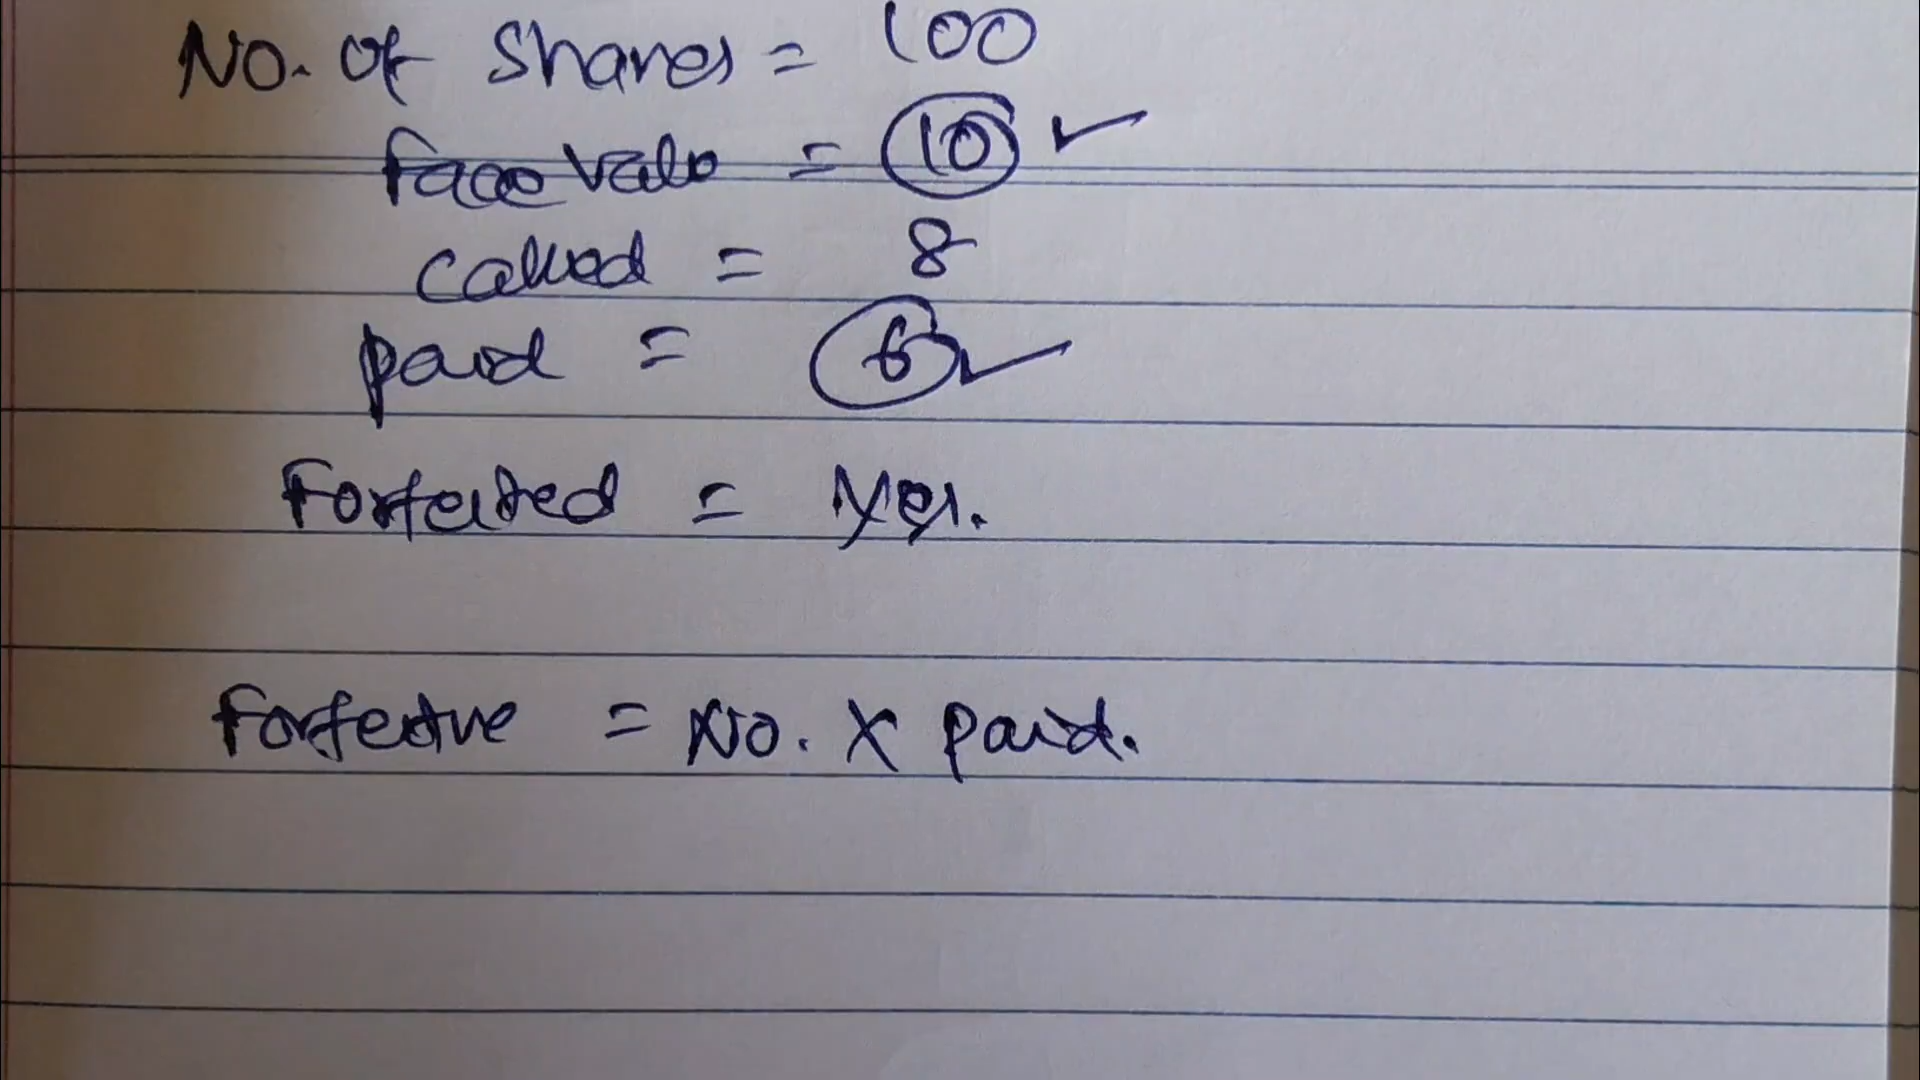 No. of shares = 100
face value = 10
called = 8
paid = 6
Forfeited = Yes.
Forfeiture = No. X paid.